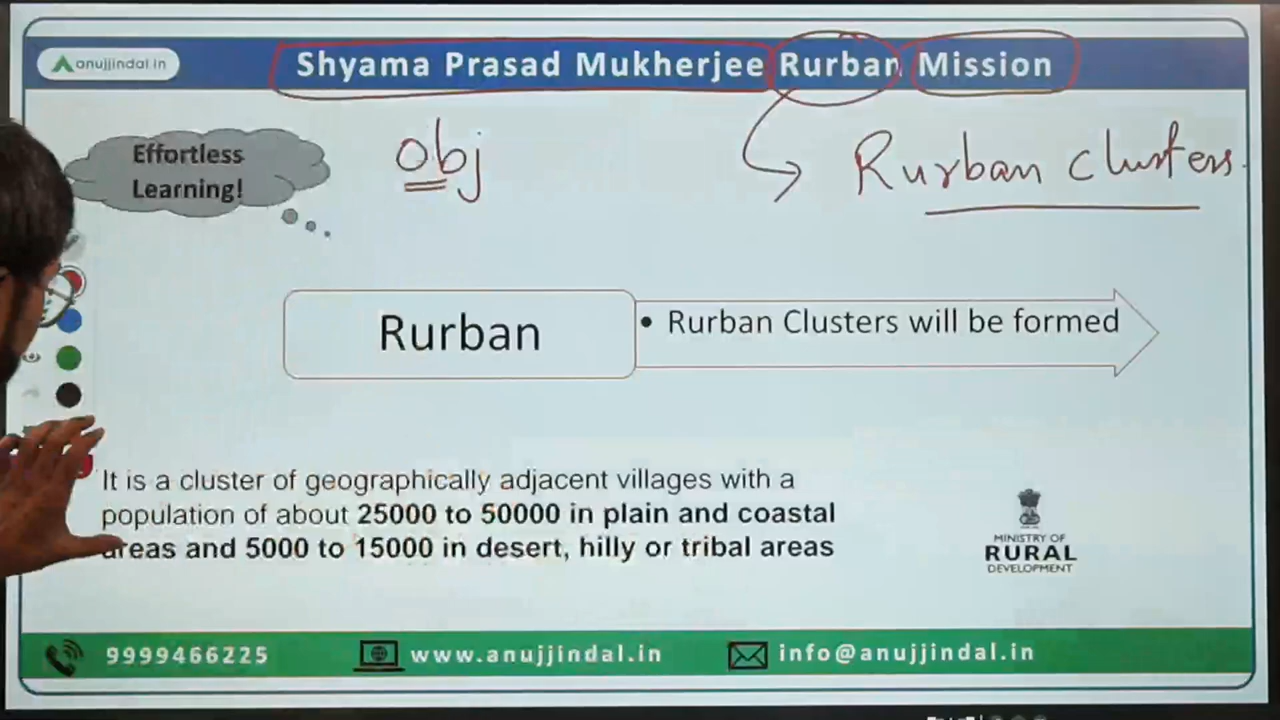 anujjindal.in
Shyama Prasad Mukherjee Rurban Mission
Effortless
Learning!
obj
Rurban clusters.
Rurban
• Rurban Clusters will be formed
It is a cluster of geographically adjacent villages with a
population of about 25000 to 50000 in plain and coastal
areas and 5000 to 15000 in desert, hilly or tribal areas
MINISTRY OF
RURAL
DEVELOPMENT
9999466225
www.anujjindal.in
info@anujjindal.in